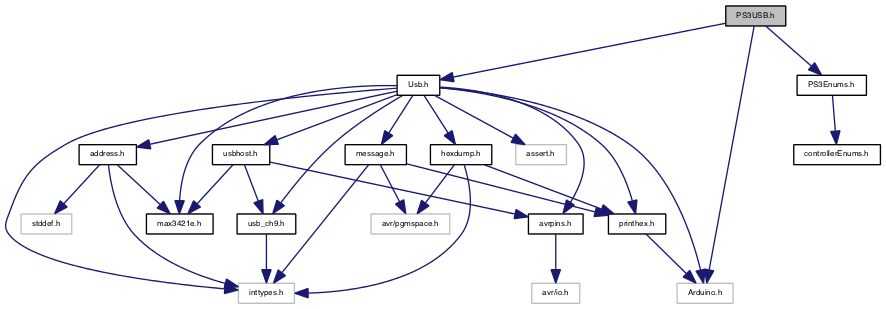 PS3USB.h
Usb.h
PS3Enums.h
address.h
usbhost.h
message.h
hexdump.h
assert.h
controllerEnums.h
stddef.h
max3421e.h
usb_ch9.h
avr/pgmspace.h
avrpins.h
printhex.h
inttypes.h
avr/io.h
Arduino.h